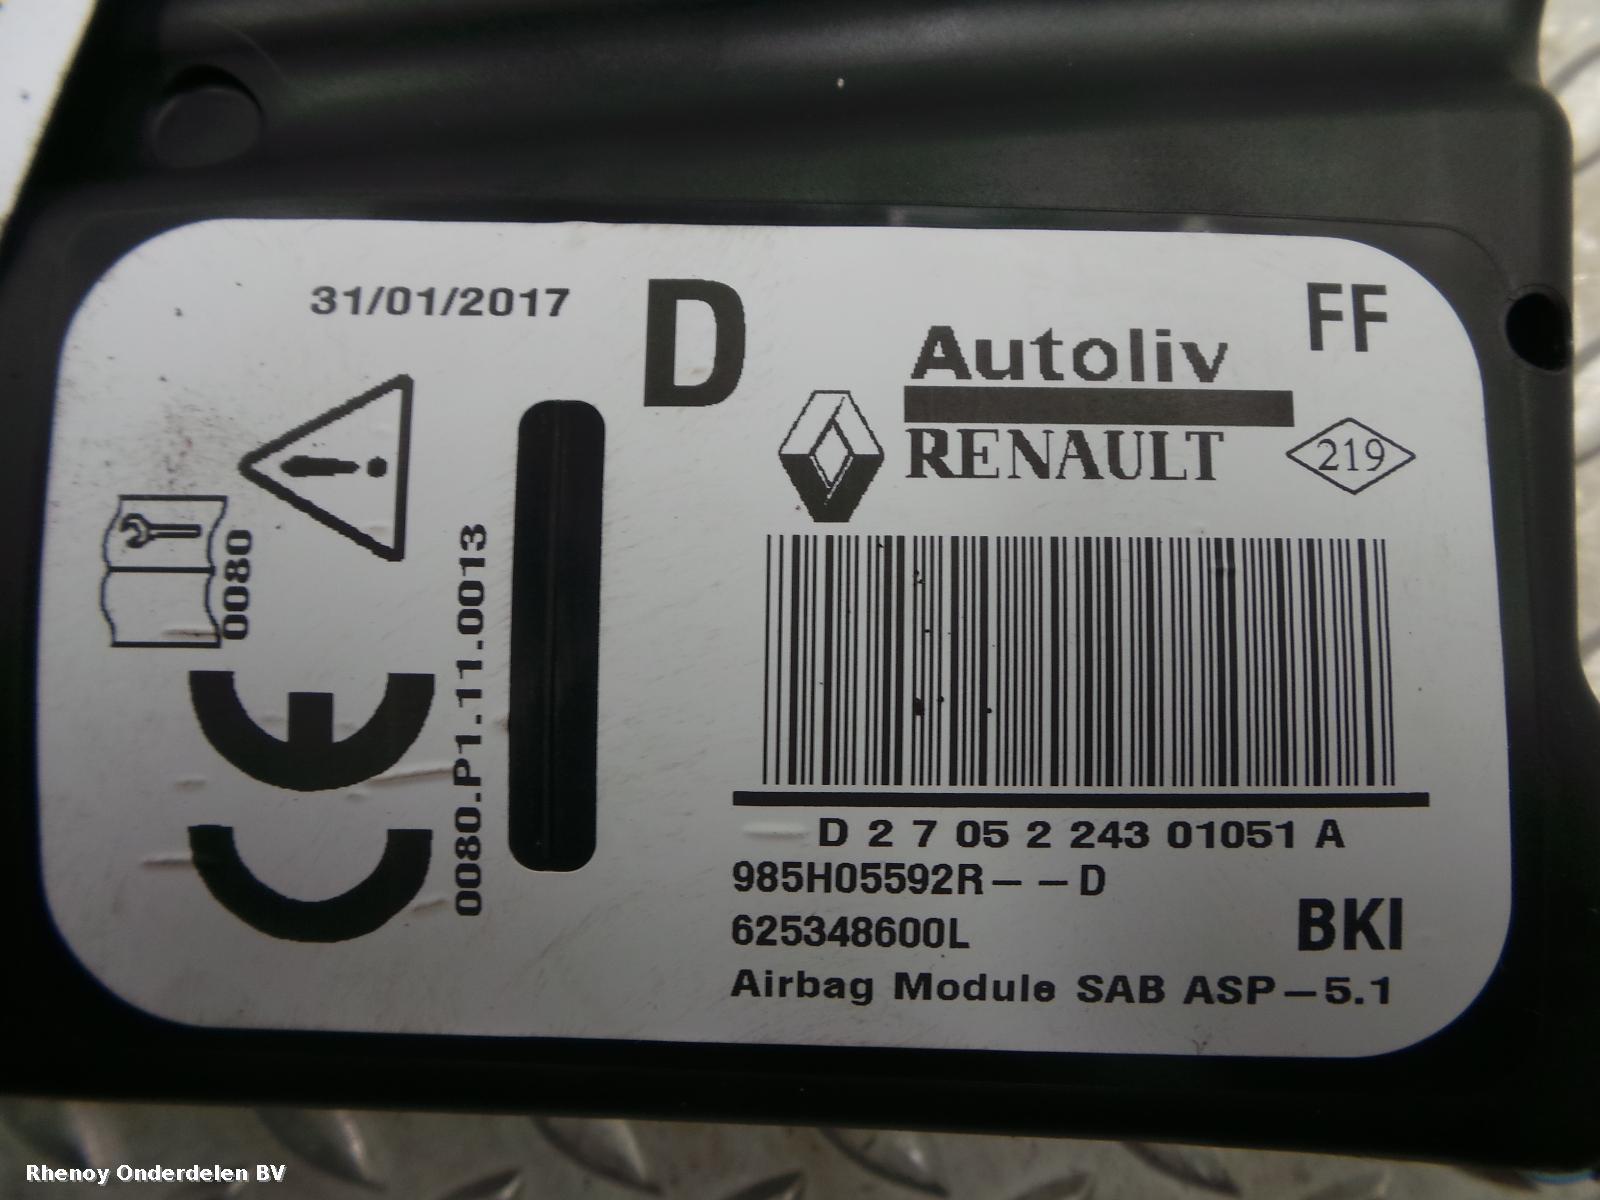 31/01/2017
D
FF
Autoliv
RENAULT
219
0080
0080.P1.11.0013
CE
D 2 7 05 2 243 01051 A
985H05592R−−D
625348600L
BKI
Airbag Module SAB ASP−5.1
Rhenoy Onderdelen BV